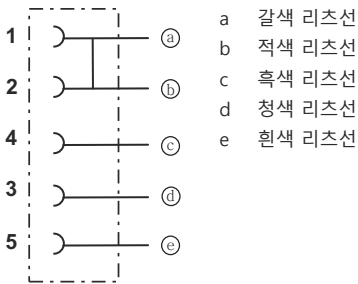 1 ⓐ
2 ⓑ
4 ⓒ
3 ⓓ
5 ⓔ
a 갈색 리츠선
b 적색 리츠선
c 흑색 리츠선
d 청색 리츠선
e 흰색 리츠선